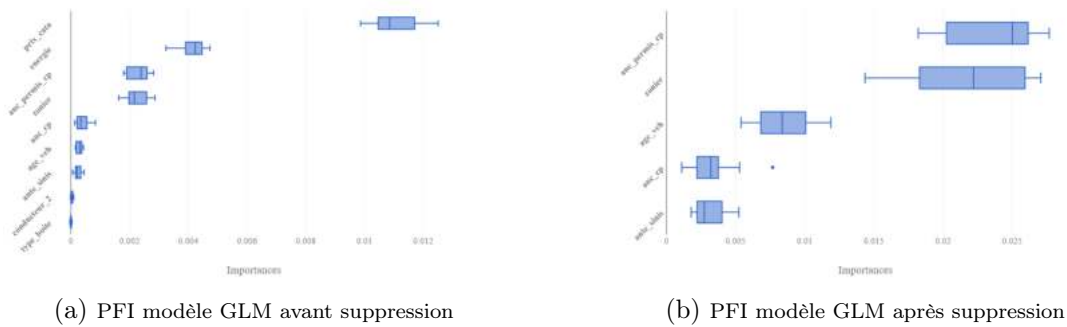 prix_cata
energie
anc_permis_cp
zonier
anc_cp
age_veh
conducteur_2
type_boite
0
0.002
0.004
0.006
0.008
0.01
0.012
Importances
(a) PFI modèle GLM avant suppression
anc_permis_cp
zonier
age_veh
anc_cp
0
0.005
0.01
0.015
0.02
0.025
Importances
(b) PFI modèle GLM après suppression